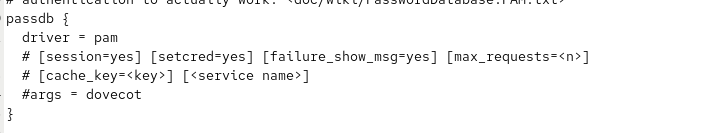 # authentication to actually work. <doc/wiki/PasswordDatabase.PAM.txt>
passdb {
  driver = pam
  # [session=yes] [setcred=yes] [failure_show_msg=yes] [max_requests=<n>]
  # [cache_key=<key>] [<service name>]
  #args = dovecot
}